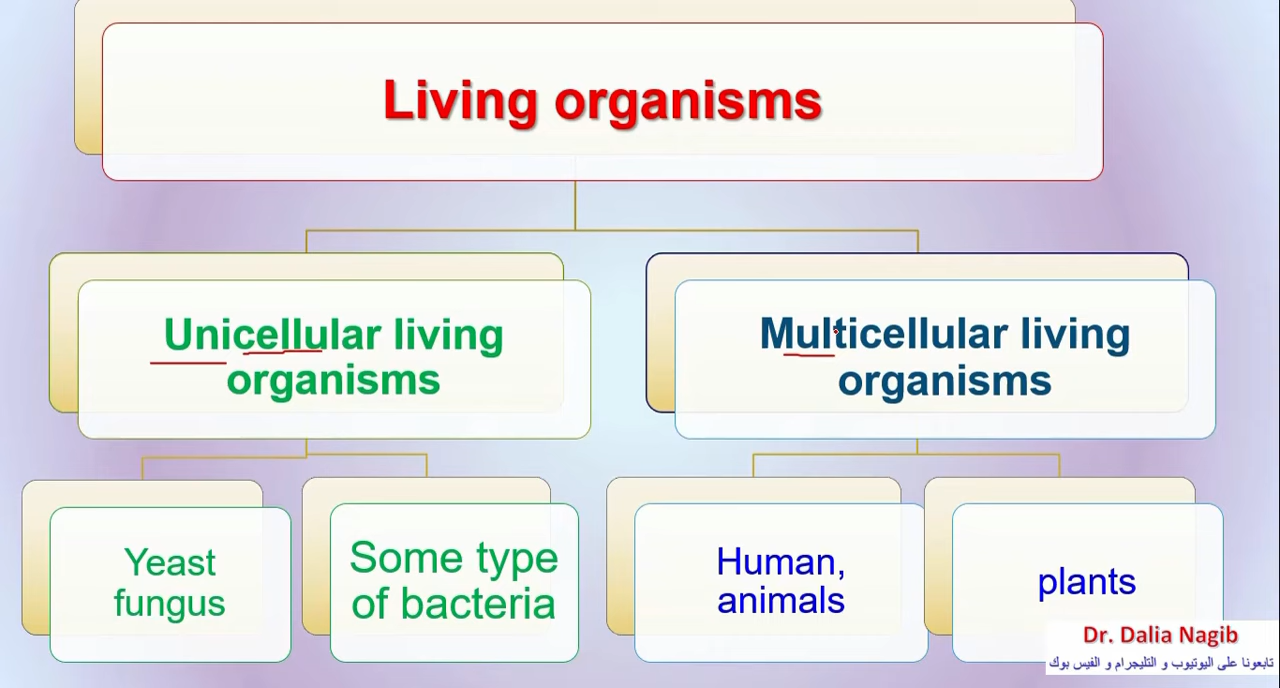 Living organisms
Unicellular living
organisms
Multicellular living
organisms
Yeast
fungus
Some type
of bacteria
Human,
animals
plants
Dr. Dalia Nagib
تابعونا على اليوتيوب و التليجرام و الفيس بوك